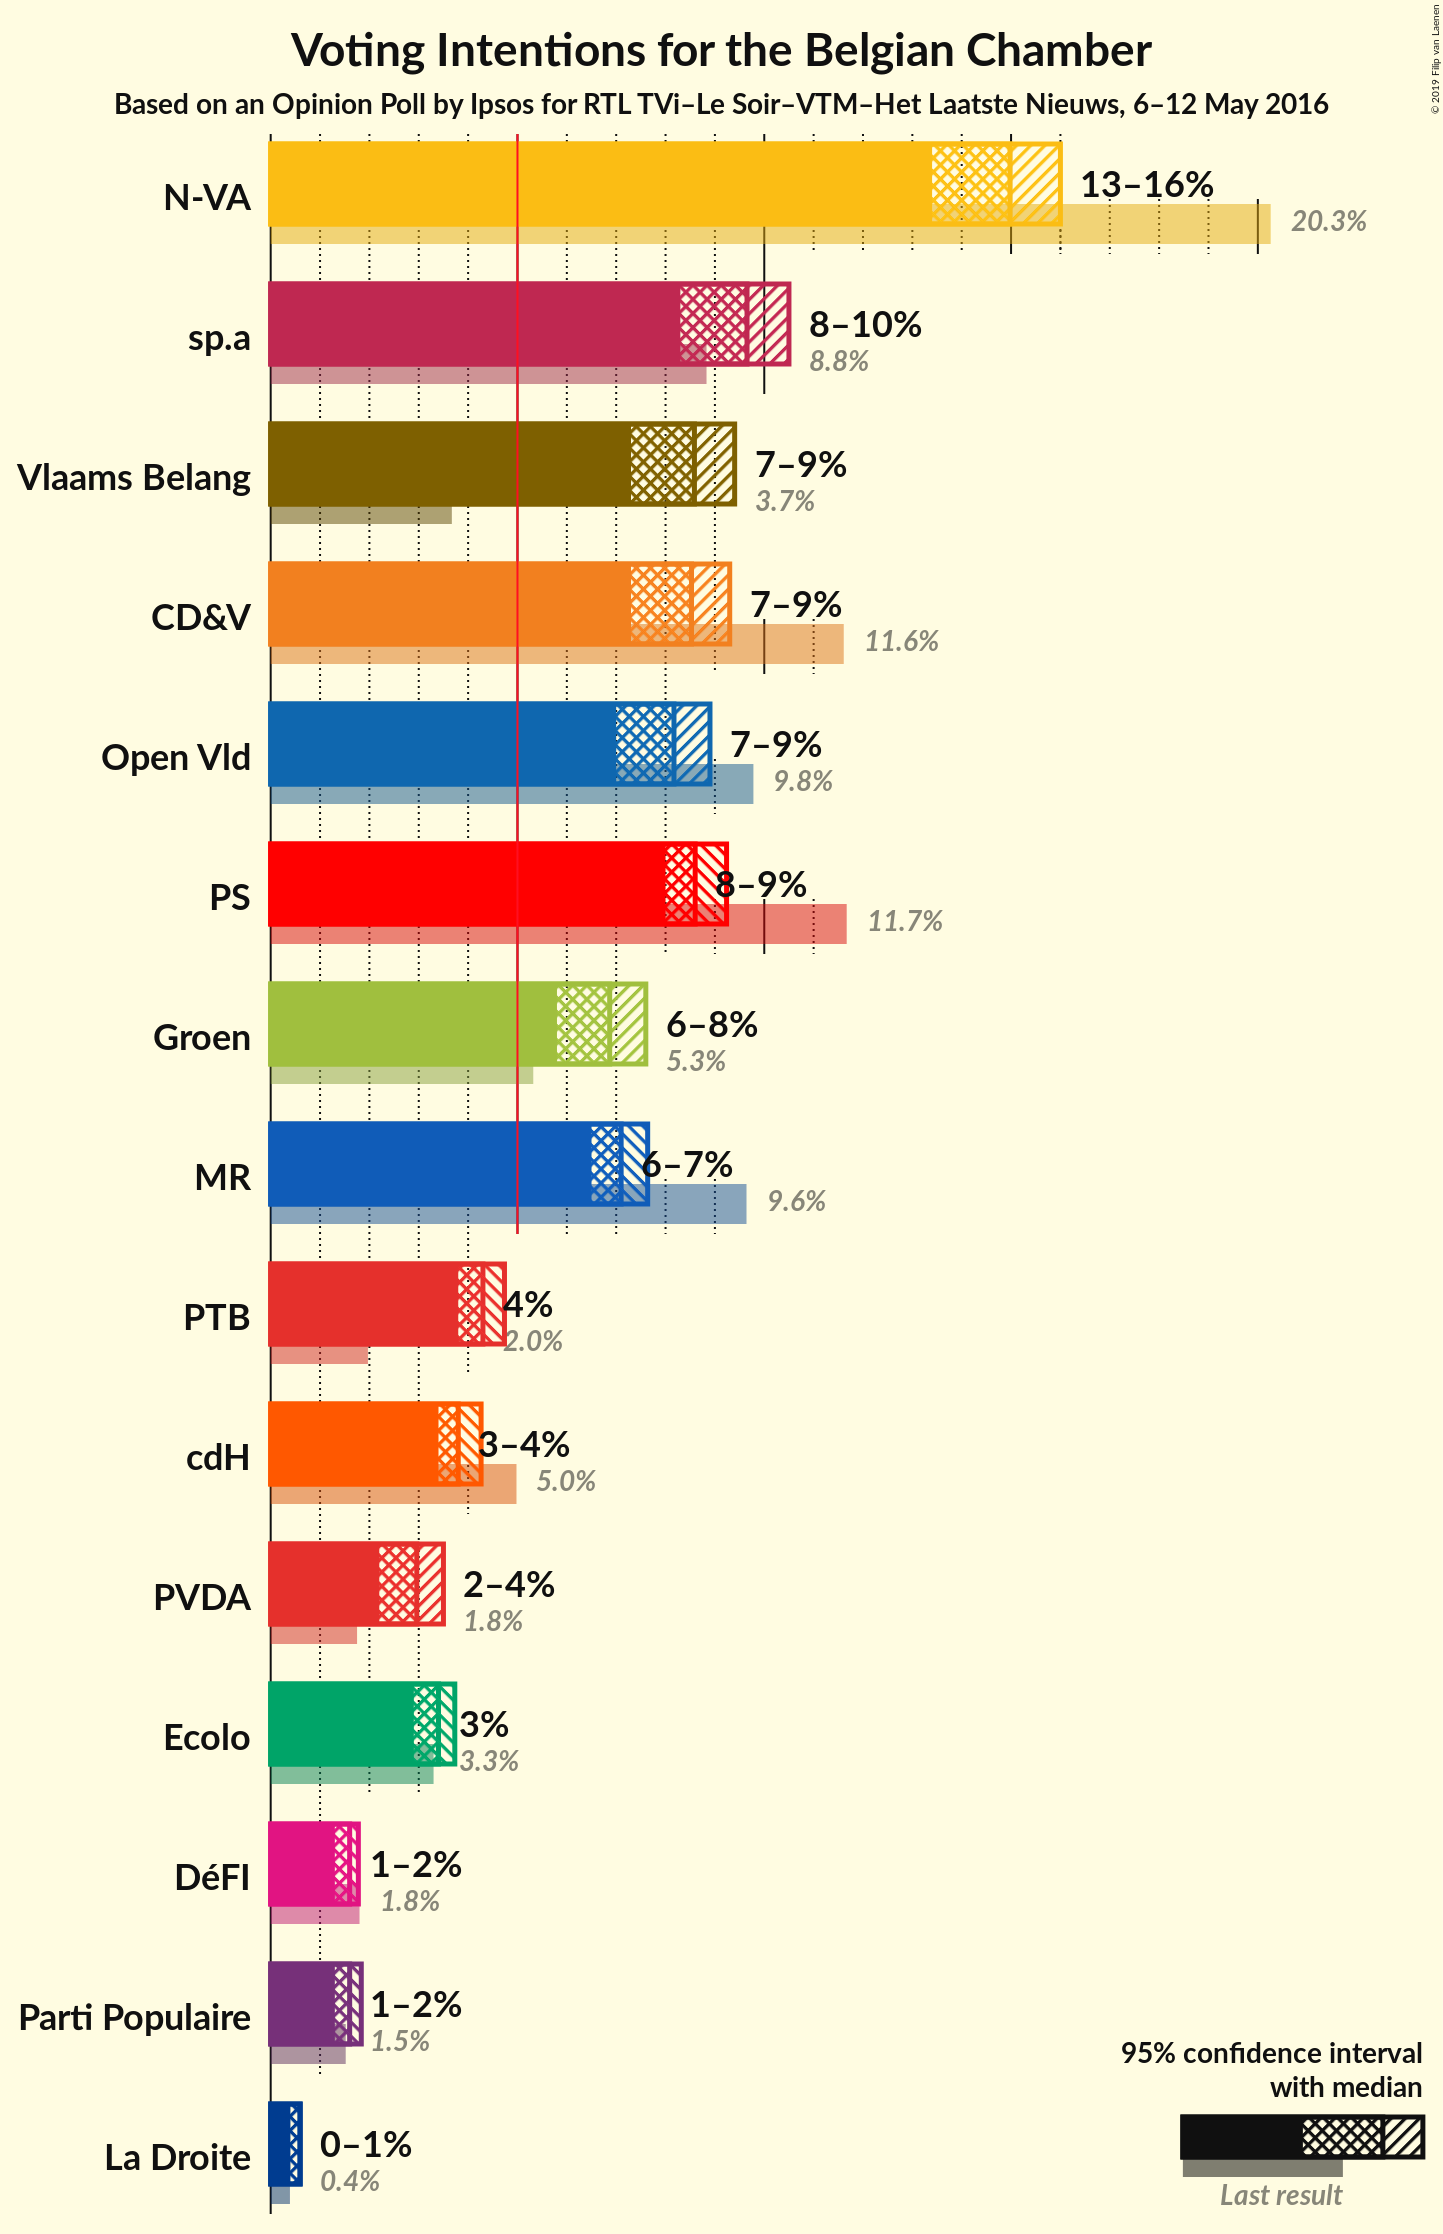 Voting Intentions for the Belgian Chamber
Based on an Opinion Poll by Ipsos for RTL TVi–Le Soir–VTM–Het Laatste Nieuws, 6–12 May 2016
© 2019 Filip van Laenen
N-VA
13–16%
20.3%
sp.a
8–10%
8.8%
Vlaams Belang
7–9%
3.7%
CD&V
7–9%
11.6%
Open Vld
7–9%
9.8%
PS
8–9%
11.7%
Groen
6–8%
5.3%
MR
6–7%
9.6%
PTB
4%
2.0%
cdH
3–4%
5.0%
PVDA
2–4%
1.8%
Ecolo
3%
3.3%
DéFI
1–2%
1.8%
Parti Populaire
1–2%
1.5%
La Droite
0–1%
0.4%
95% confidence interval
with median
Last result